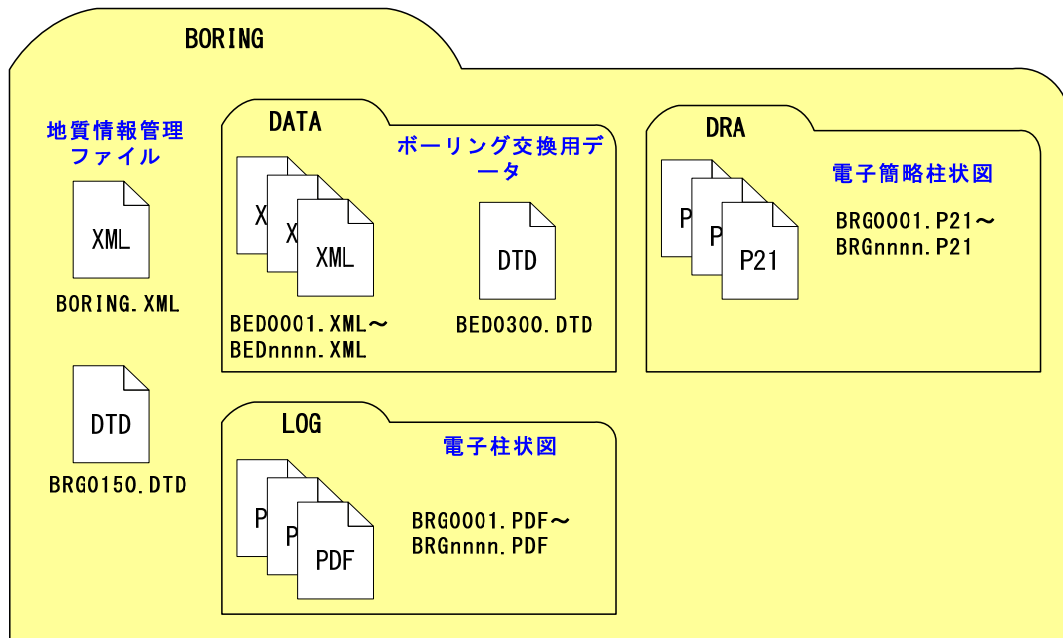 BORING
地質情報管理
ファイル
XML
BORING.XML
DTD
BRG0150.DTD
DATA
ボーリング交換用デ
ータ
X
X
XML
BED0001.XML～
BEDnnnn.XML
DTD
BED0300.DTD
DRA
電子簡略柱状図
P
P
P21
BRG0001.P21～
BRGnnnn.P21
LOG
電子柱状図
P
P
PDF
BRG0001.PDF～
BRGnnnn.PDF